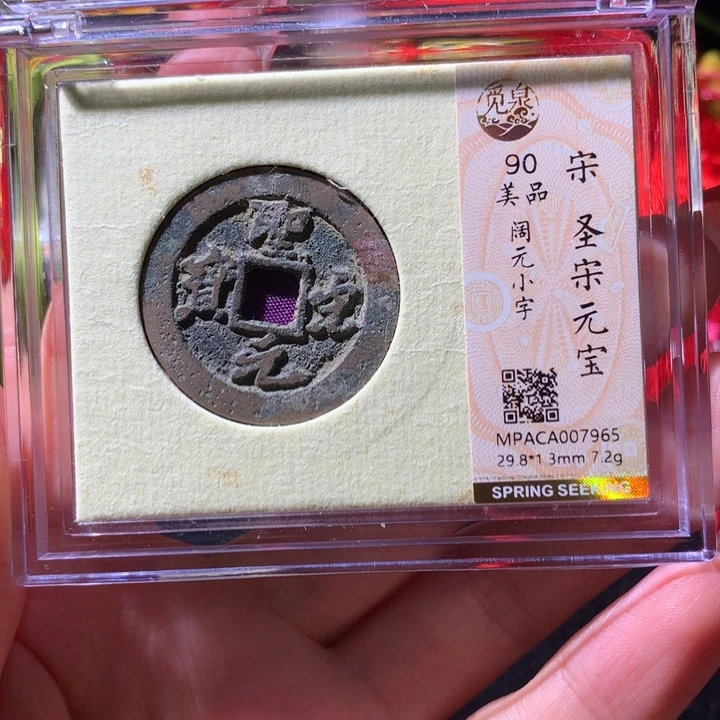 聖宋元寶
觅泉
宋 圣宋元宝
90
美品
阔元小字
MPACA007965
29.8*1.3mm 7.2g
SPRING SEEKING